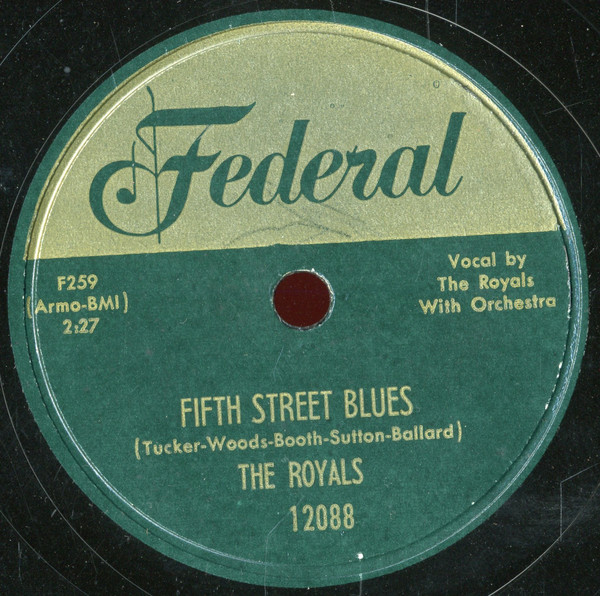 Federal
F259
(Armo-BMI)
2:27
Vocal by
The Royals
With Orchestra
FIFTH STREET BLUES
(Tucker-Woods-Booth-Sutton-Ballard)
THE ROYALS
12088